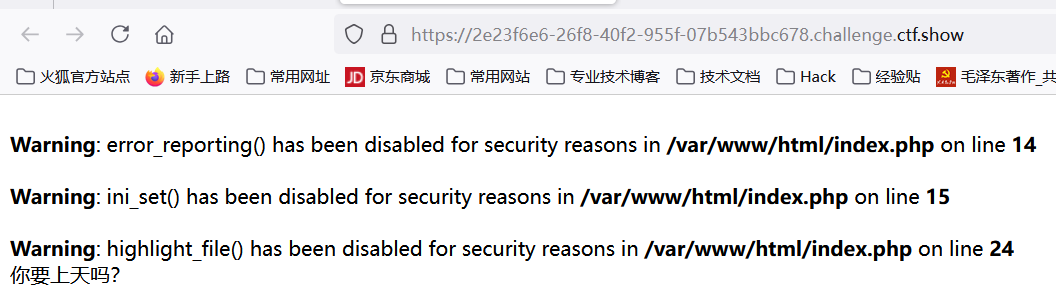 https://2e23f6e6-26f8-40f2-955f-07b543bbc678.challenge.ctf.show
火狐官方站点 新手上路 常用网址 JD 京东商城 常用网站 专业技术博客 技术文档 Hack 经验贴 毛泽东著作_共
Warning: error_reporting() has been disabled for security reasons in /var/www/html/index.php on line 14
Warning: ini_set() has been disabled for security reasons in /var/www/html/index.php on line 15
Warning: highlight_file() has been disabled for security reasons in /var/www/html/index.php on line 24
你要上天吗?